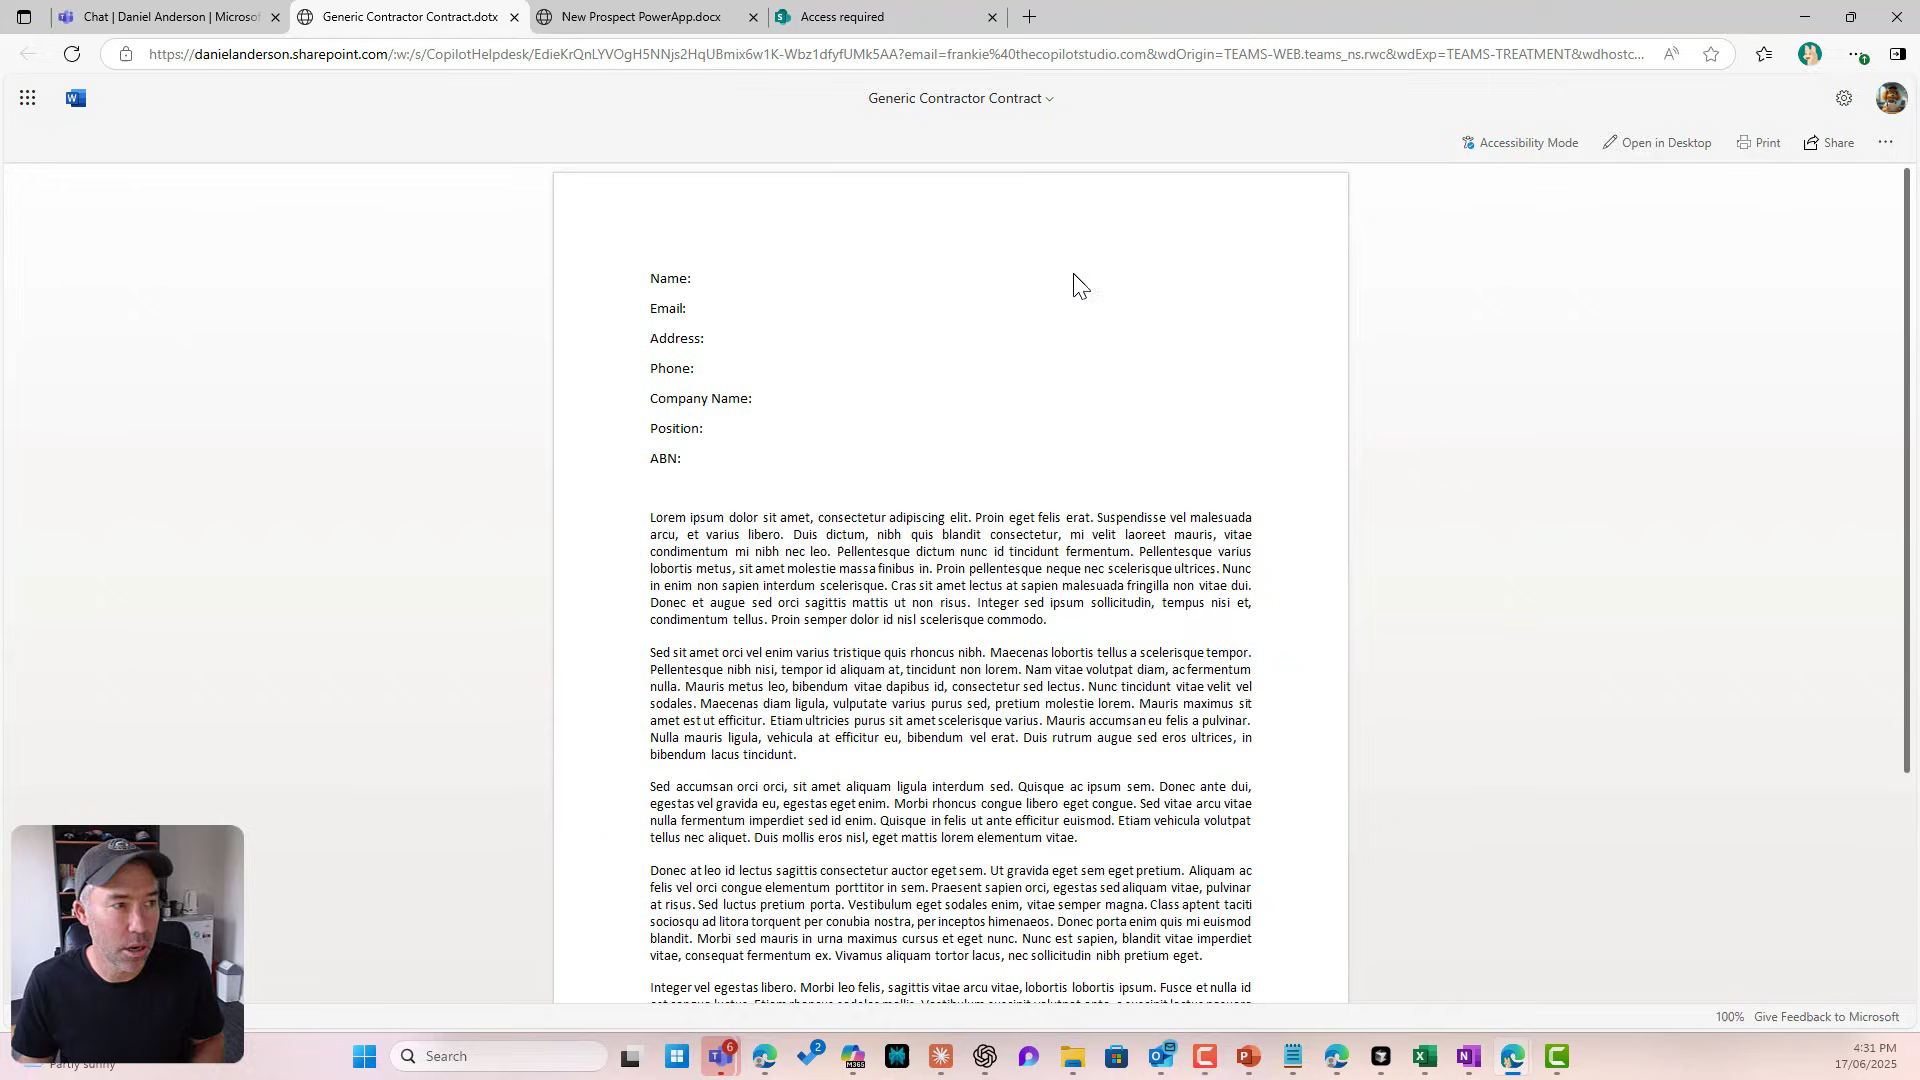 Chat | Daniel Anderson | Microsof
Generic Contractor Contract.dotx
New Prospect PowerApp.docx
Access required
https://danielanderson.sharepoint.com/:w:/s/CopilotHelpdesk/EdieKrQnLYVOgH5NNjs2HqUBmix6w1K-Wbz1dfyfUMk5AA?email=frankie%40thecopilotstudio.com&wdOrigin=TEAMS-WEB.teams_ns.rwc&wdExp=TEAMS-TREATMENT&wdhostc...
Generic Contractor Contract
Accessibility Mode
Open in Desktop
Print
Share
Name:
Email:
Address:
Phone:
Company Name:
Position:
ABN:
Lorem ipsum dolor sit amet, consectetur adipiscing elit. Proin eget felis erat. Suspendisse vel malesuada
arcu, et varius libero. Duis dictum, nibh quis blandit consectetur, mi velit laoreet mauris, vitae
condimentum mi nibh nec leo. Pellentesque dictum nunc id tincidunt fermentum. Pellentesque varius
lobortis metus, sit amet molestie massa finibus in. Proin pellentesque neque nec scelerisque ultrices. Nunc
in enim non sapien interdum scelerisque. Cras sit amet lectus at sapien malesuada fringilla non vitae dui.
Donec et augue sed orci sagittis mattis ut non risus. Integer sed ipsum sollicitudin, tempus nisi et,
condimentum tellus. Proin semper dolor id nisl scelerisque commodo.
Sed sit amet orci vel enim varius tristique quis rhoncus nibh. Maecenas lobortis tellus a scelerisque tempor.
Pellentesque nibh nisi, tempor id aliquam at, tincidunt non lorem. Nam vitae volutpat diam, ac fermentum
nulla. Mauris metus leo, bibendum vitae dapibus id, consectetur sed lectus. Nunc tincidunt vitae velit vel
sodales. Maecenas diam ligula, vulputate varius purus sed, pretium molestie lorem. Mauris maximus sit
amet est ut efficitur. Etiam ultricies purus sit amet scelerisque varius. Mauris accumsan eu felis a pulvinar.
Nulla mauris ligula, vehicula at efficitur eu, bibendum vel erat. Duis rutrum augue sed eros ultrices, in
bibendum lacus tincidunt.
Sed accumsan orci orci, sit amet aliquam ligula interdum sed. Quisque ac ipsum sem. Donec ante dui,
egestas vel gravida eu, egestas eget enim. Morbi rhoncus congue libero eget congue. Sed vitae arcu vitae
nulla fermentum imperdiet sed id enim. Quisque in felis ut ante efficitur euismod. Etiam vehicula volutpat
tellus nec aliquet. Duis mollis eros nisl, eget mattis lorem elementum vitae.
Donec at leo id lectus sagittis consectetur auctor eget sem. Ut gravida eget sem eget pretium. Aliquam ac
felis vel orci congue elementum porttitor in sem. Praesent sapien orci, egestas sed aliquam vitae, pulvinar
at risus. Sed luctus pretium porta. Vestibulum eget sodales enim, vitae semper magna. Class aptent taciti
sociosqu ad litora torquent per conubia nostra, per inceptos himenaeos. Donec porta enim quis mi euismod
blandit. Morbi sed mauris in urna maximus cursus et eget nunc. Nunc est sapien, blandit vitae imperdiet
vitae, consequat fermentum ex. Vivamus aliquam tortor lacus, nec sollicitudin nibh pretium eget.
Integer vel egestas libero. Morbi leo felis, sagittis vitae arcu vitae, lobortis lobortis ipsum. Fusce et nulla id
100%
Give Feedback to Microsoft
Partly sunny
Search
6
2
M365
4:31 PM
17/06/2025